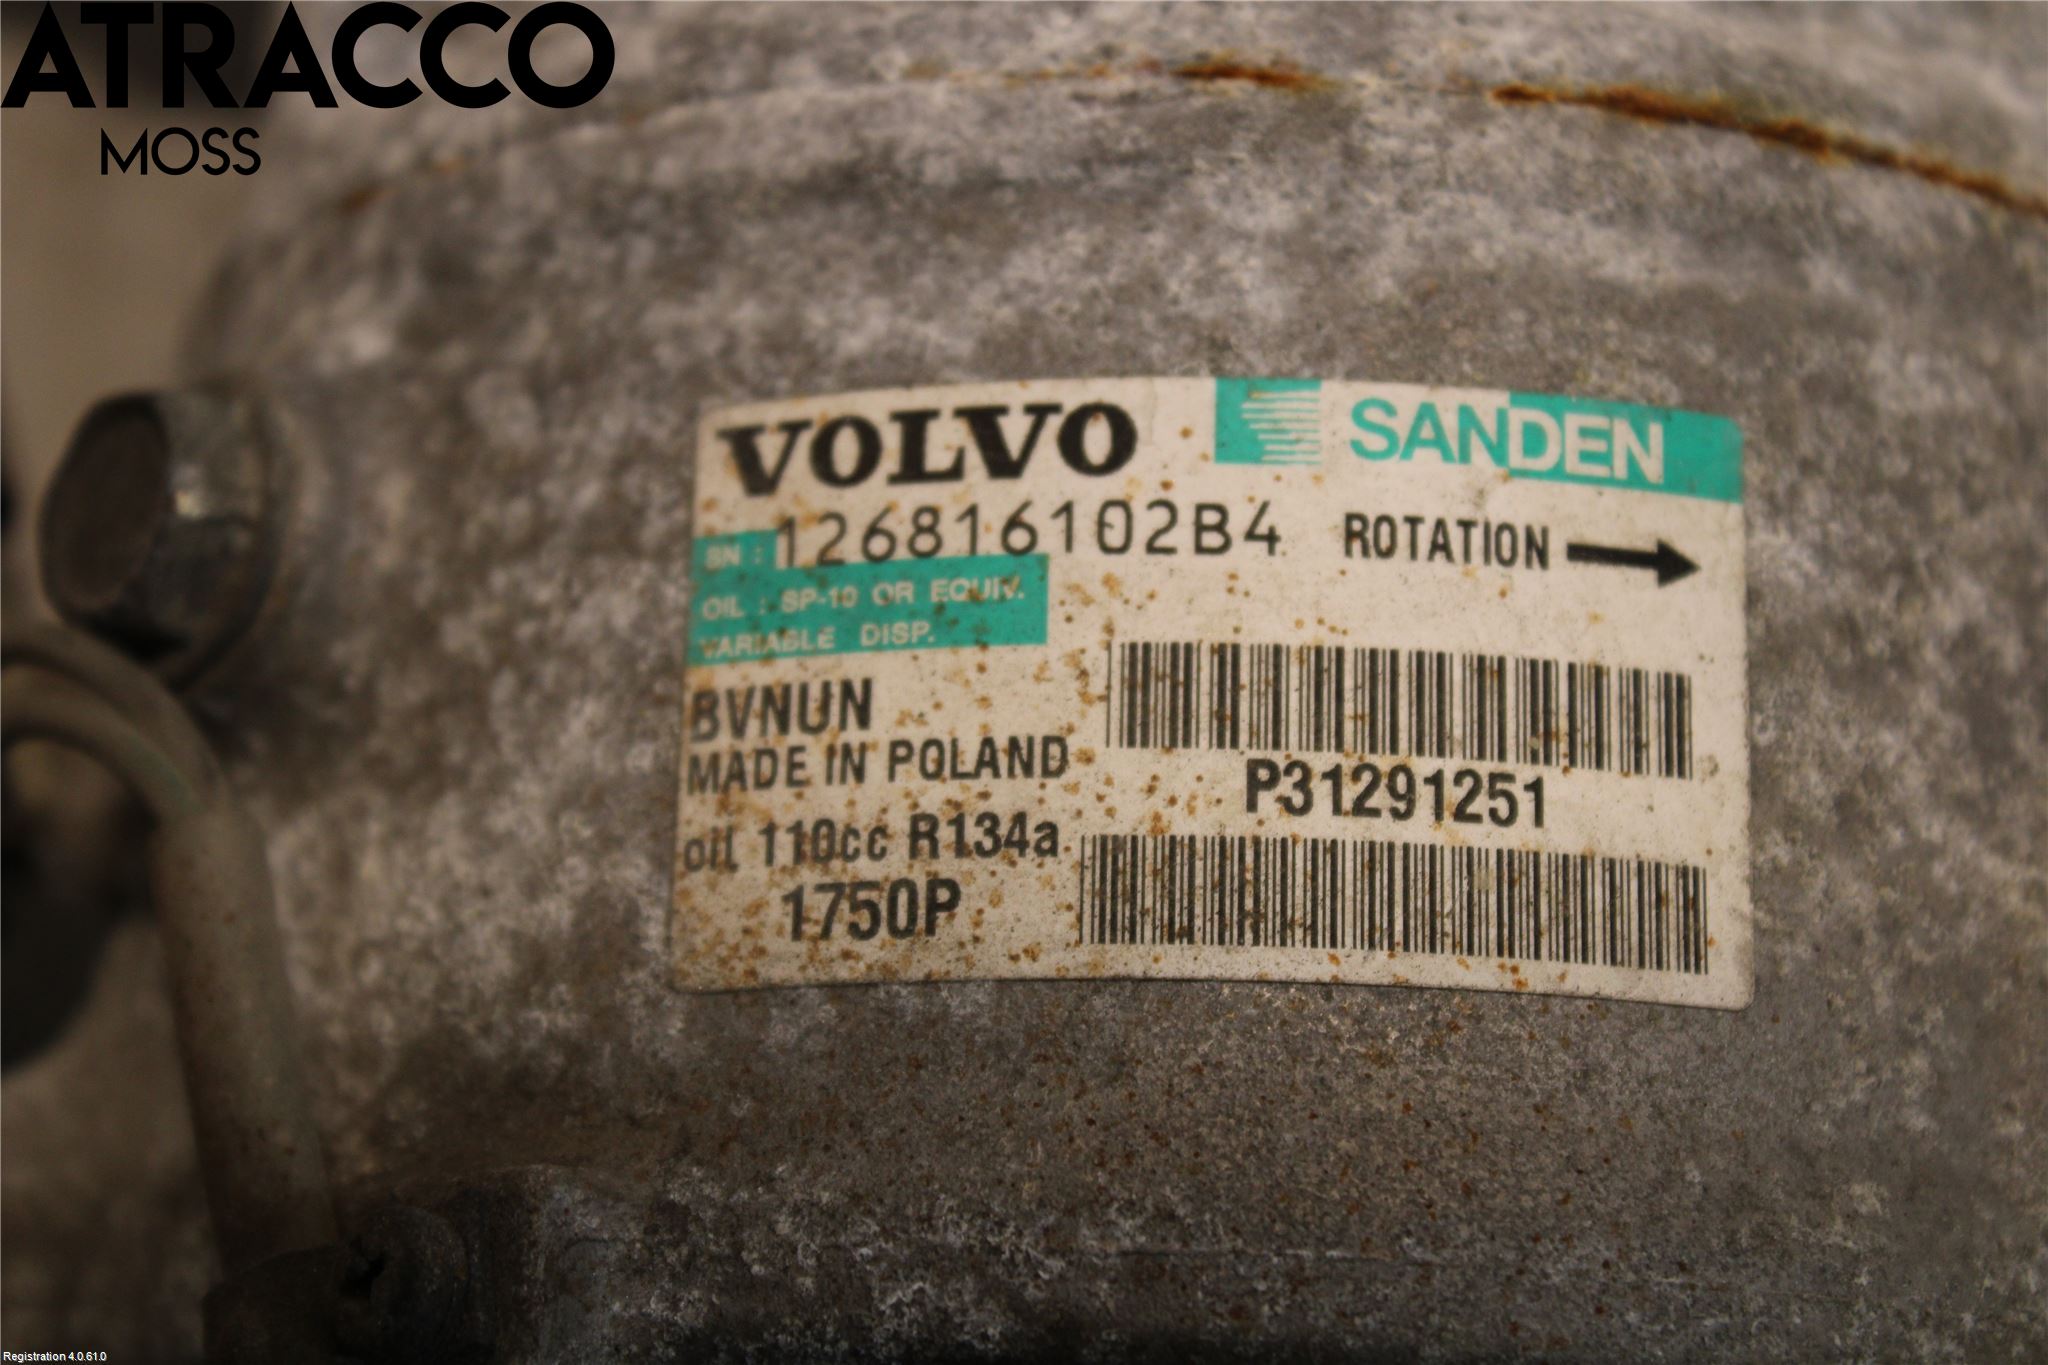 ATRACCO
MOSS
VOLVO SANDEN
SN : 126816102B4 ROTATION
OIL : SP-10 OR EQUIV.
VARIABLE DISP.
BVNUN
MADE IN POLAND
P31291251
oil 110cc R134a
1750P
Registration 4.0.61.0